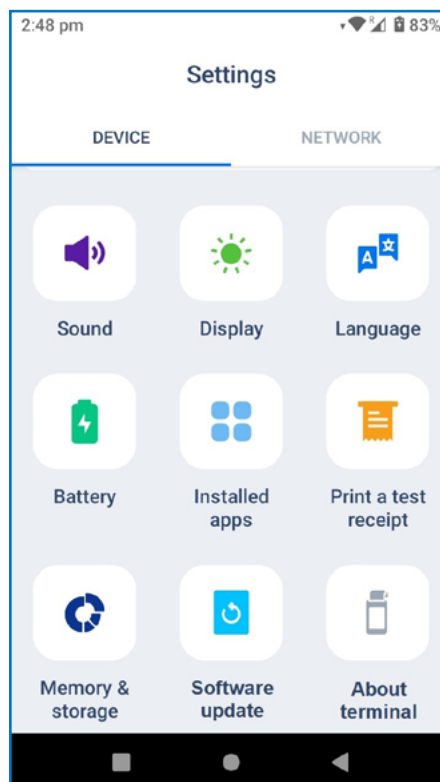 2:48 pm
R
83%
Settings
DEVICE
NETWORK
A
Sound
Display
Language
Battery
Installed
apps
Print a test
receipt
Memory &
storage
Software
update
About
terminal